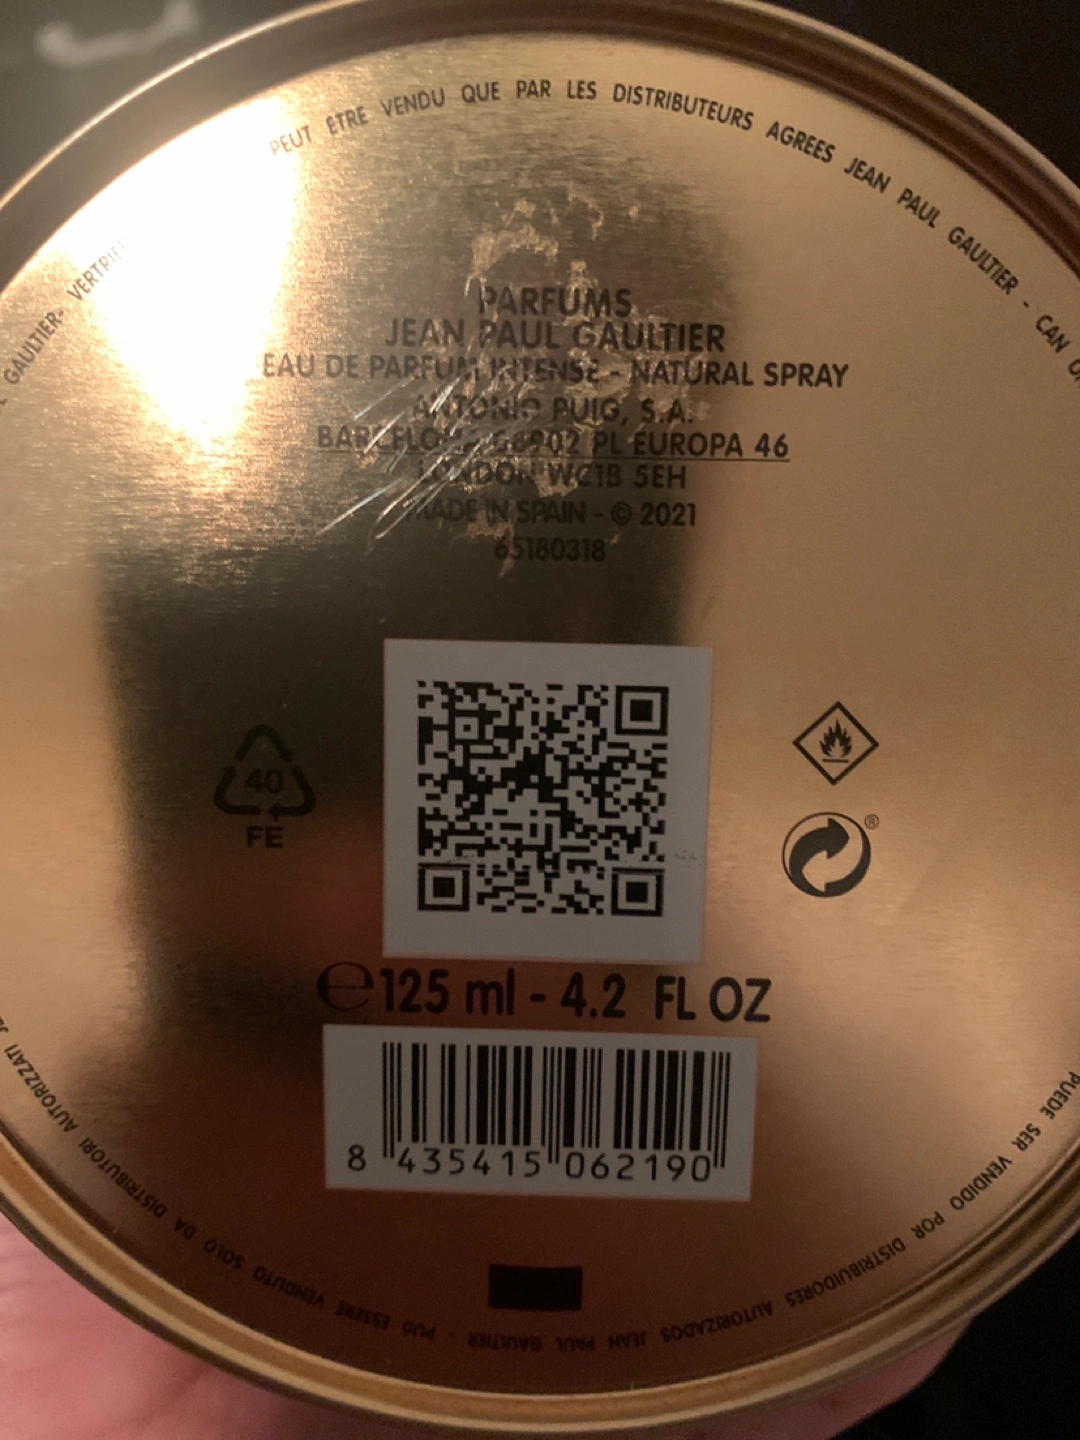 PEUT ETRE VENDU QUE PAR LES DISTRIBUTEURS AGREES JEAN PAUL GAULTIER - CAN
GAULTIER-
PARFUMS
JEAN PAUL GAULTIER
EAU DE PARFUM INTENSE - NATURAL SPRAY
ANTONIO PUIG, S.A.
BARCELONA 08902 PL EUROPA 46
LONDON WC1B 5EH
MADE IN SPAIN - © 2021
65180318
40
FE
®
℮125 ml - 4.2 FL OZ
8 435415 062190
PUEDE SER VENDIDO POR DISTRIBUIDORES AUTORIZADOS JEAN PAUL GAULTIER - PUÓ ESSERE VENDUTO SOLO DA DISTRIBUTORI AUTORIZZATI